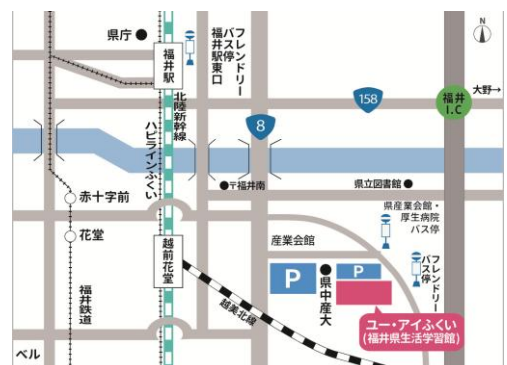 県庁
福井駅
福井駅東口
バス停
フレンドリー
N
158
福井
I.C
大野→
8
北陸新幹線
ハピラインふくい
〒福井南
県立図書館
赤十字前
花堂
福井鉄道
越前花堂
越美北線
県産業会館・
厚生病院
バス停
産業会館
フレンドリー
バス停
P
P
県中産大
ユー・アイふくい
(福井県生活学習館)
ベル